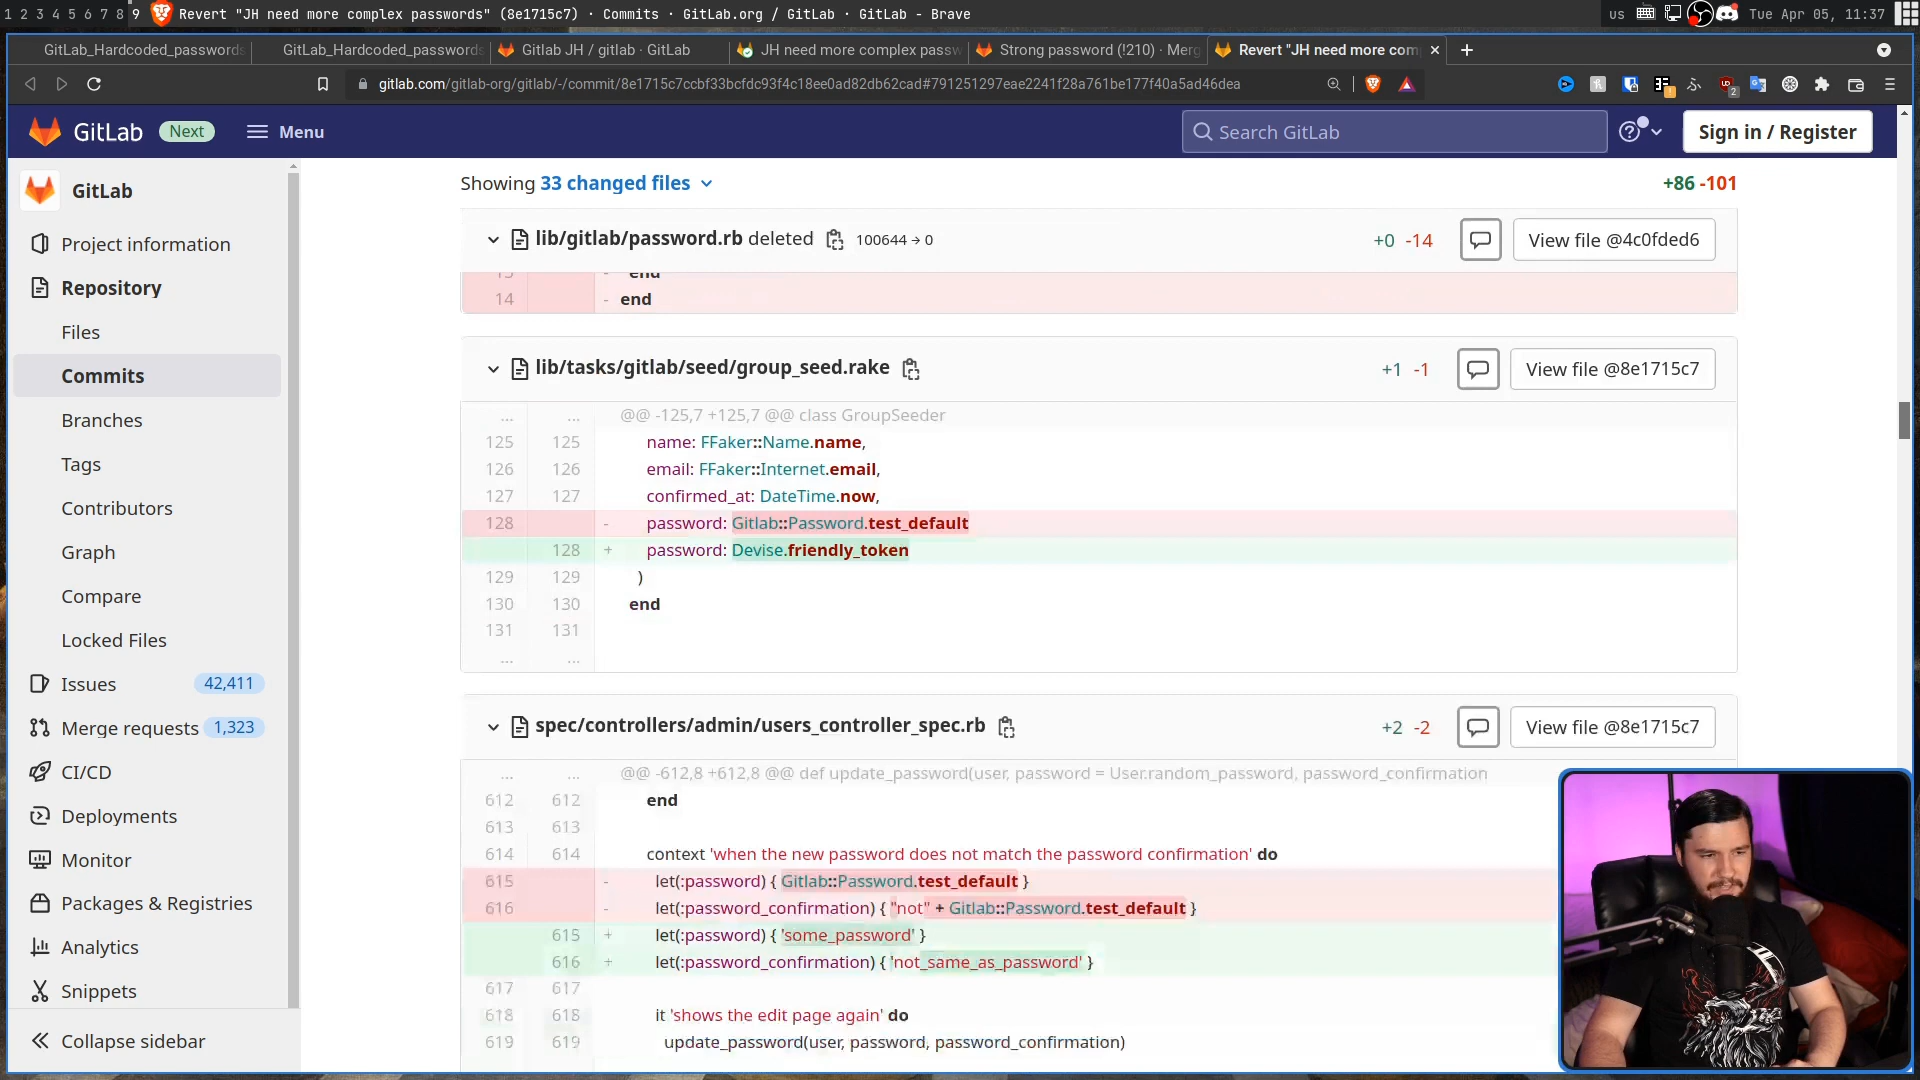 1 2 3 4 5 6 7 8 9 Revert "JH need more complex passwords" (8e1715c7) · Commits · GitLab.org / GitLab · GitLab - Brave
us Tue Apr 05, 11:37
GitLab_Hardcoded_passwords
GitLab_Hardcoded_passwords
Gitlab JH / gitlab · GitLab
JH need more complex passw
Strong password (!210) · Merg
Revert "JH need more com
gitlab.com/gitlab-org/gitlab/-/commit/8e1715c7ccbf33bcfdc93f4c18ee0ad82db62cad#791251297eae2241f28a761be177f40a5ad46dea
2
GitLab Next Menu
Search GitLab
Sign in / Register
GitLab
Project information
Repository
Files
Commits
Branches
Tags
Contributors
Graph
Compare
Locked Files
Issues 42,411
Merge requests 1,323
CI/CD
Deployments
Monitor
Packages & Registries
Analytics
Snippets
Collapse sidebar
Showing 33 changed files
+86 -101
lib/gitlab/password.rb deleted 100644 → 0
+0 -14
View file @4c0fded6
13 - end
14 - end
lib/tasks/gitlab/seed/group_seed.rake
+1 -1
View file @8e1715c7
... ... @@ -125,7 +125,7 @@ class GroupSeeder
125 125 name: FFaker::Name.name,
126 126 email: FFaker::Internet.email,
127 127 confirmed_at: DateTime.now,
128 - password: Gitlab::Password.test_default
128 + password: Devise.friendly_token
129 129 )
130 130 end
131 131
... ...
spec/controllers/admin/users_controller_spec.rb
+2 -2
View file @8e1715c7
... ... @@ -612,8 +612,8 @@ def update_password(user, password = User.random_password, password_confirmation
612 612 end
613 613
614 614 context 'when the new password does not match the password confirmation' do
615 - let(:password) { Gitlab::Password.test_default }
616 - let(:password_confirmation) { "not" + Gitlab::Password.test_default }
615 + let(:password) { 'some_password' }
616 + let(:password_confirmation) { 'not_same_as_password' }
617 617
618 618 it 'shows the edit page again' do
619 619 update_password(user, password, password_confirmation)